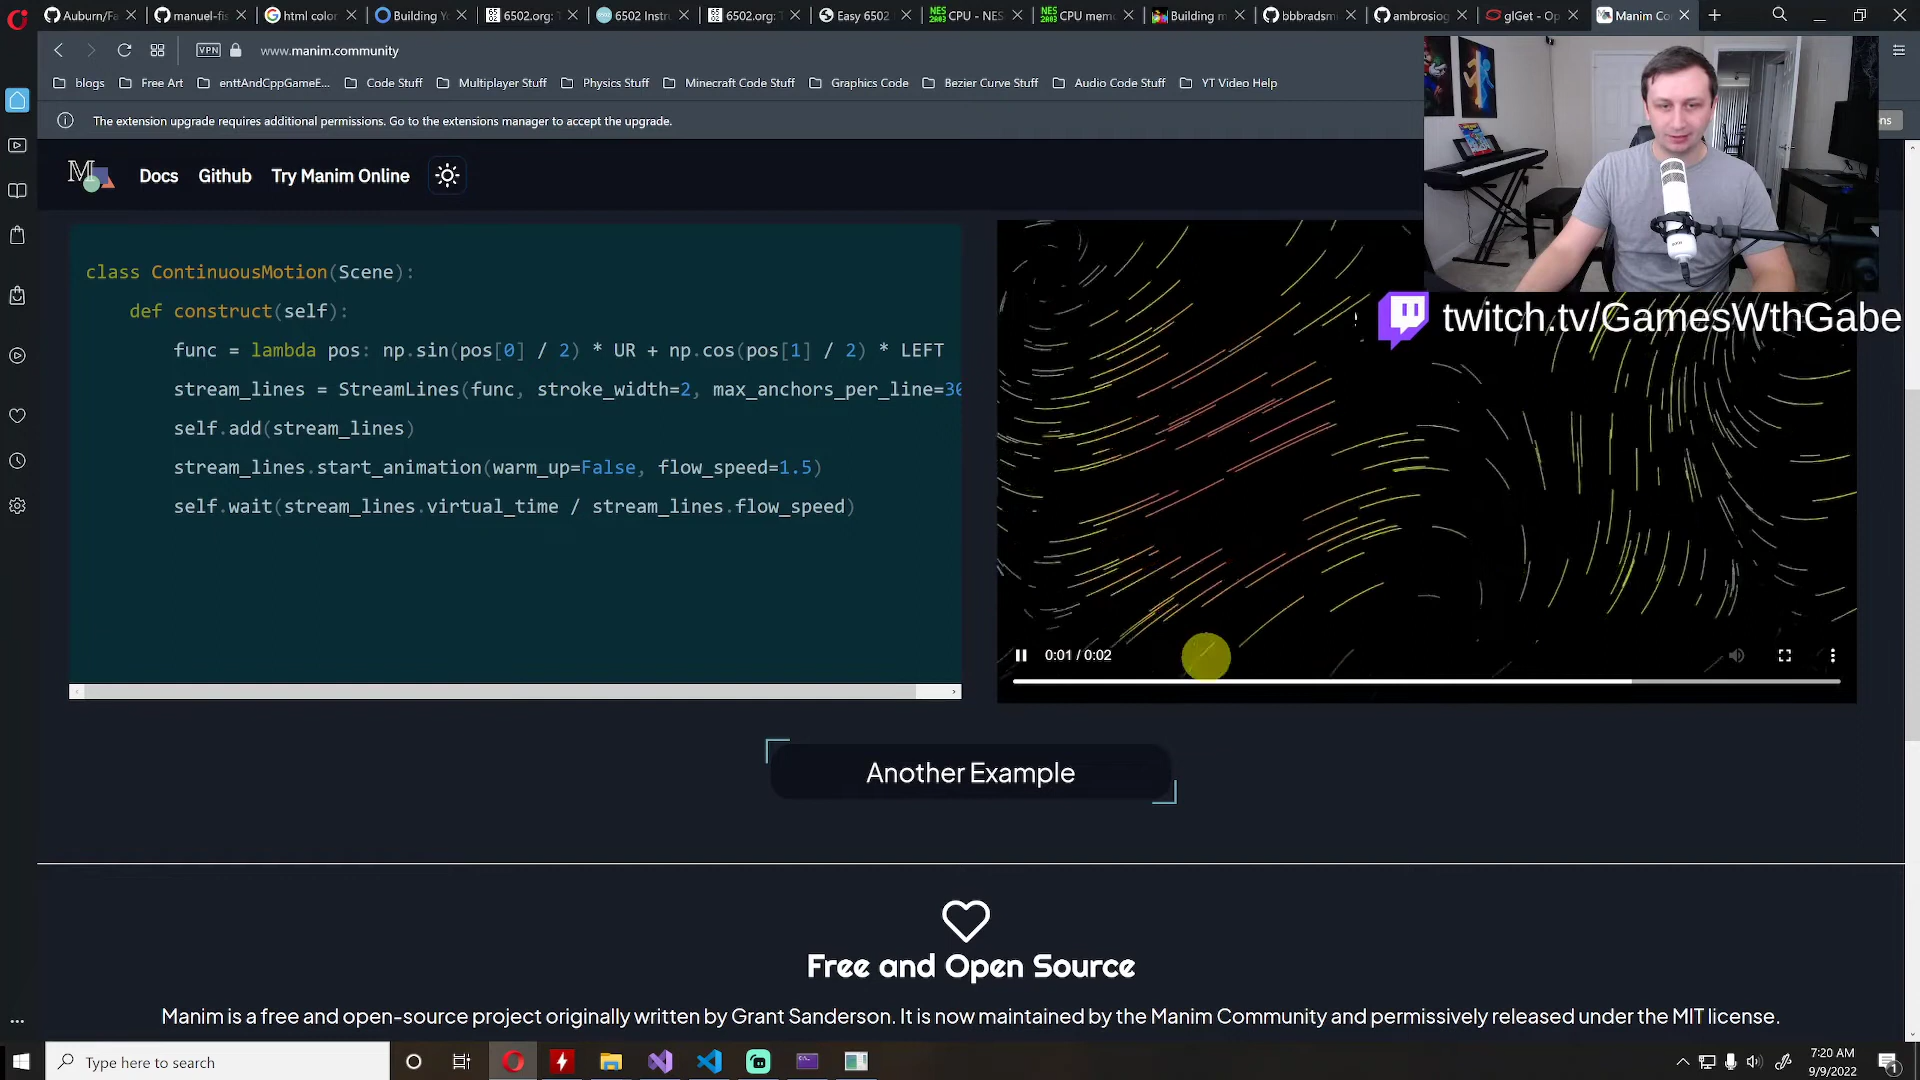 Auburn/Fa
manuel-fis
html color
Building Y
6502.org: T
6502 Instru
6502.org: T
Easy 6502
CPU - NES
CPU mem
Building m
bbbradsm
ambrosiog
glGet - Op
Manim Co
VPN
www.manim.community
blogs
Free Art
enttAndCppGameE...
Code Stuff
Multiplayer Stuff
Physics Stuff
Minecraft Code Stuff
Graphics Code
Bezier Curve Stuff
Audio Code Stuff
YT Video Help
The extension upgrade requires additional permissions. Go to the extensions manager to accept the upgrade.
ns
Docs
Github
Try Manim Online
class ContinuousMotion(Scene):
def construct(self):
func = lambda pos: np.sin(pos[0] / 2) * UR + np.cos(pos[1] / 2) * LEFT
stream_lines = StreamLines(func, stroke_width=2, max_anchors_per_line=30
self.add(stream_lines)
stream_lines.start_animation(warm_up=False, flow_speed=1.5)
self.wait(stream_lines.virtual_time / stream_lines.flow_speed)
twitch.tv/GamesWthGabe
0:01 / 0:02
Another Example
Free and Open Source
Manim is a free and open-source project originally written by Grant Sanderson. It is now maintained by the Manim Community and permissively released under the MIT license.
Type here to search
7:20 AM
9/9/2022
1